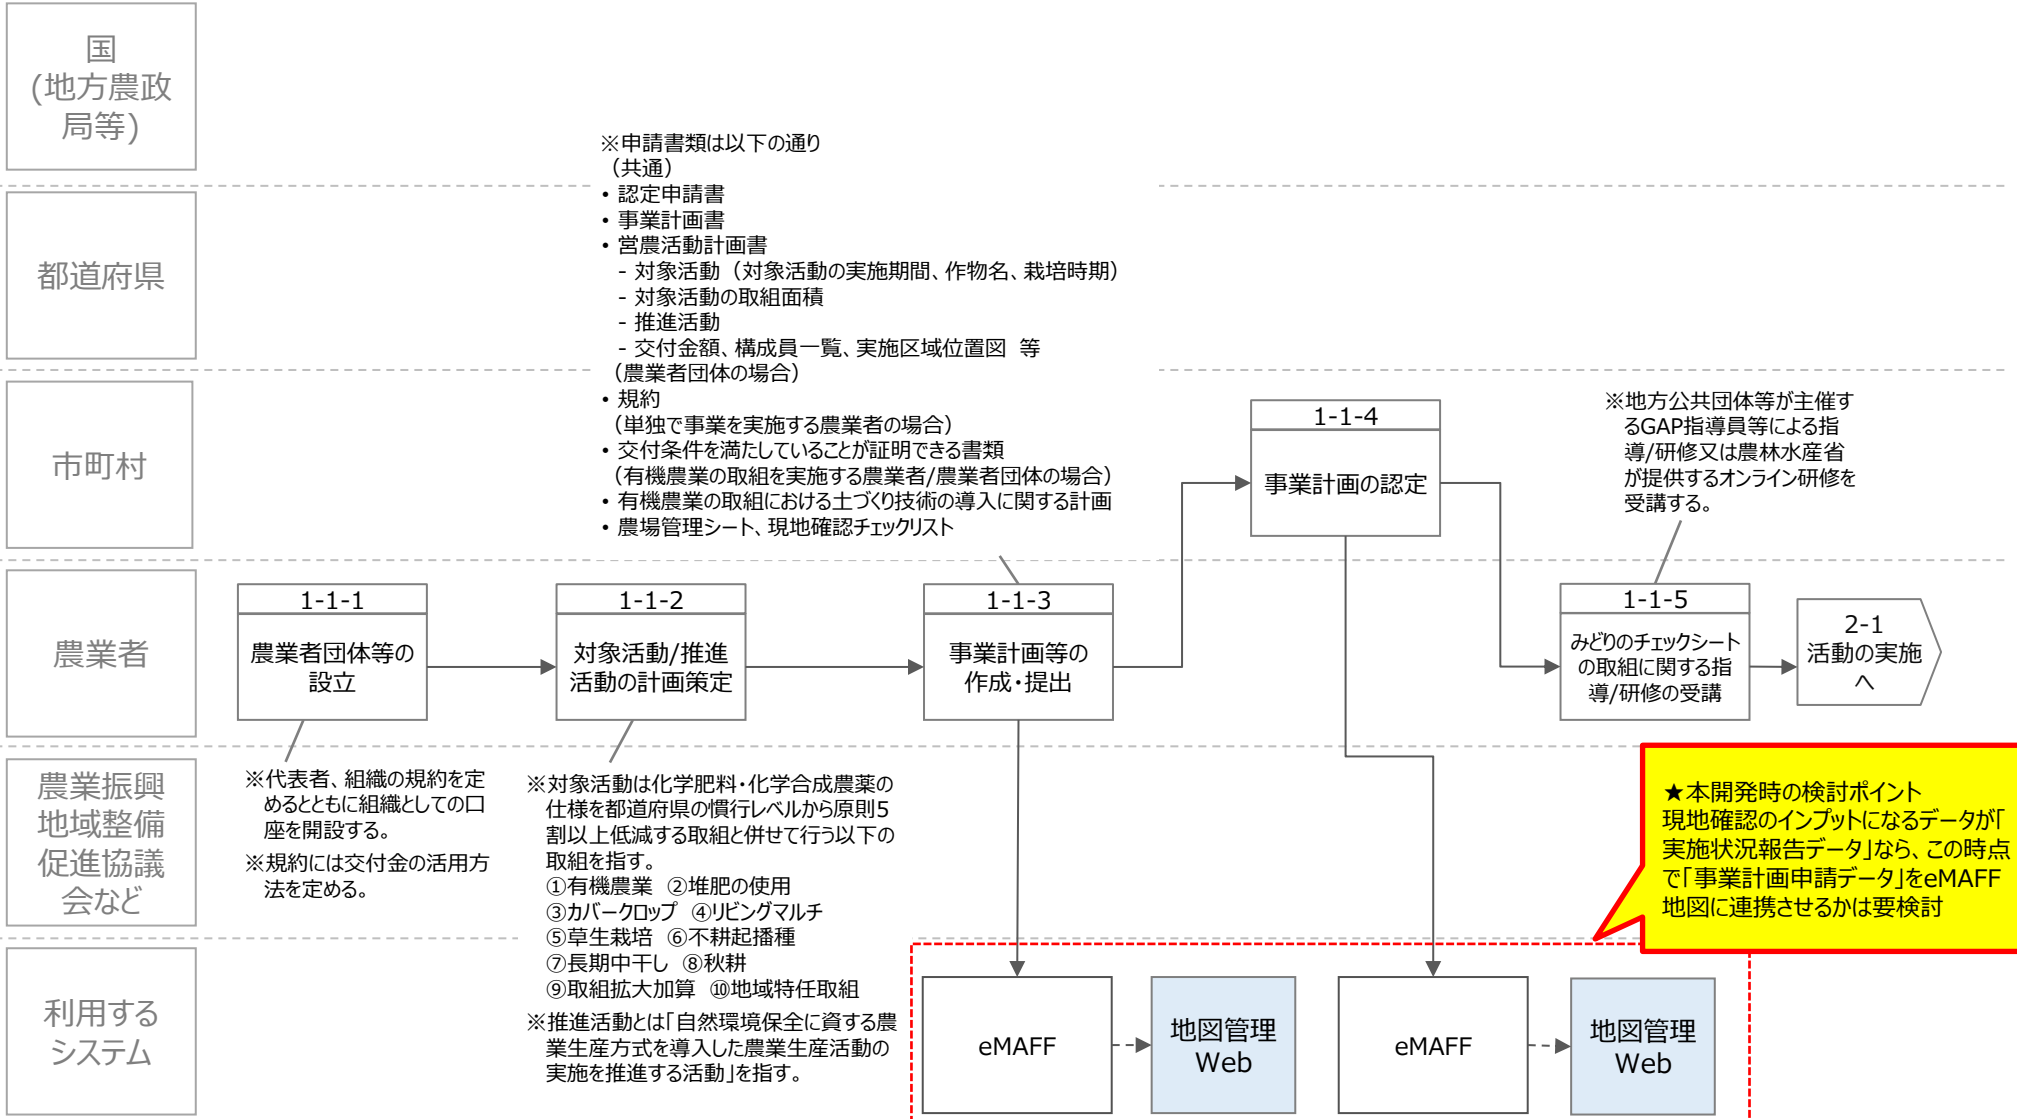 国
(地方農政
局等)
都道府県
市町村
農業者
農業振興
地域整備
促進協議
会など
利用する
システム
※申請書類は以下の通り
（共通）
• 認定申請書
• 事業計画書
• 営農活動計画書
- 対象活動（対象活動の実施期間、作物名、栽培時期）
- 対象活動の取組面積
- 推進活動
- 交付金額、構成員一覧、実施区域位置図 等
（農業者団体の場合）
• 規約
（単独で事業を実施する農業者の場合）
• 交付条件を満たしていることが証明できる書類
（有機農業の取組を実施する農業者/農業者団体の場合）
• 有機農業の取組における土づくり技術の導入に関する計画
• 農場管理シート、現地確認チェックリスト
1-1-4
事業計画の認定
※地方公共団体等が主催す
るGAP指導員等による指
導/研修又は農林水産省
が提供するオンライン研修を
受講する。
1-1-1
農業者団体等の
設立
1-1-2
対象活動/推進
活動の計画策定
1-1-3
事業計画等の
作成・提出
1-1-5
みどりのチェックシート
の取組に関する指
導/研修の受講
2-1
活動の実施
へ
※代表者、組織の規約を定
めるとともに組織としての口
座を開設する。
※規約には交付金の活用方
法を定める。
※対象活動は化学肥料・化学合成農薬の
仕様を都道府県の慣行レベルから原則5
割以上低減する取組と併せて行う以下の
取組を指す。
①有機農業 ②堆肥の使用
③カバークロップ ④リビングマルチ
⑤草生栽培 ⑥不耕起播種
⑦長期中干し ⑧秋耕
⑨取組拡大加算 ⑩地域特任取組
※推進活動とは「自然環境保全に資する農
業生産方式を導入した農業生産活動の
実施を推進する活動」を指す。
★本開発時の検討ポイント
現地確認のインプットになるデータが「
実施状況報告データ」なら、この時点
で「事業計画申請データ」をeMAFF
地図に連携させるかは要検討
eMAFF
地図管理
Web
eMAFF
地図管理
Web